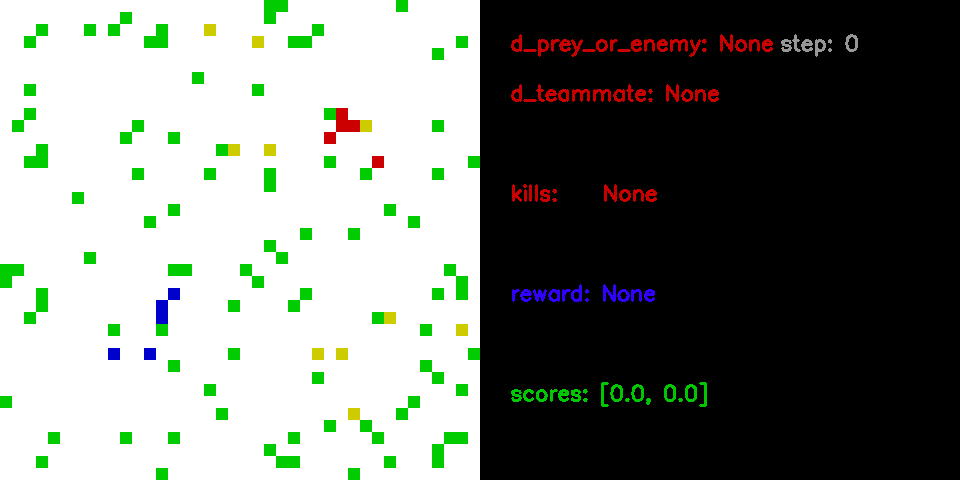 d_prey_or_enemy: None step: 0
d_teammate: None
kills: None
reward: None
scores: [0.0, 0.0]